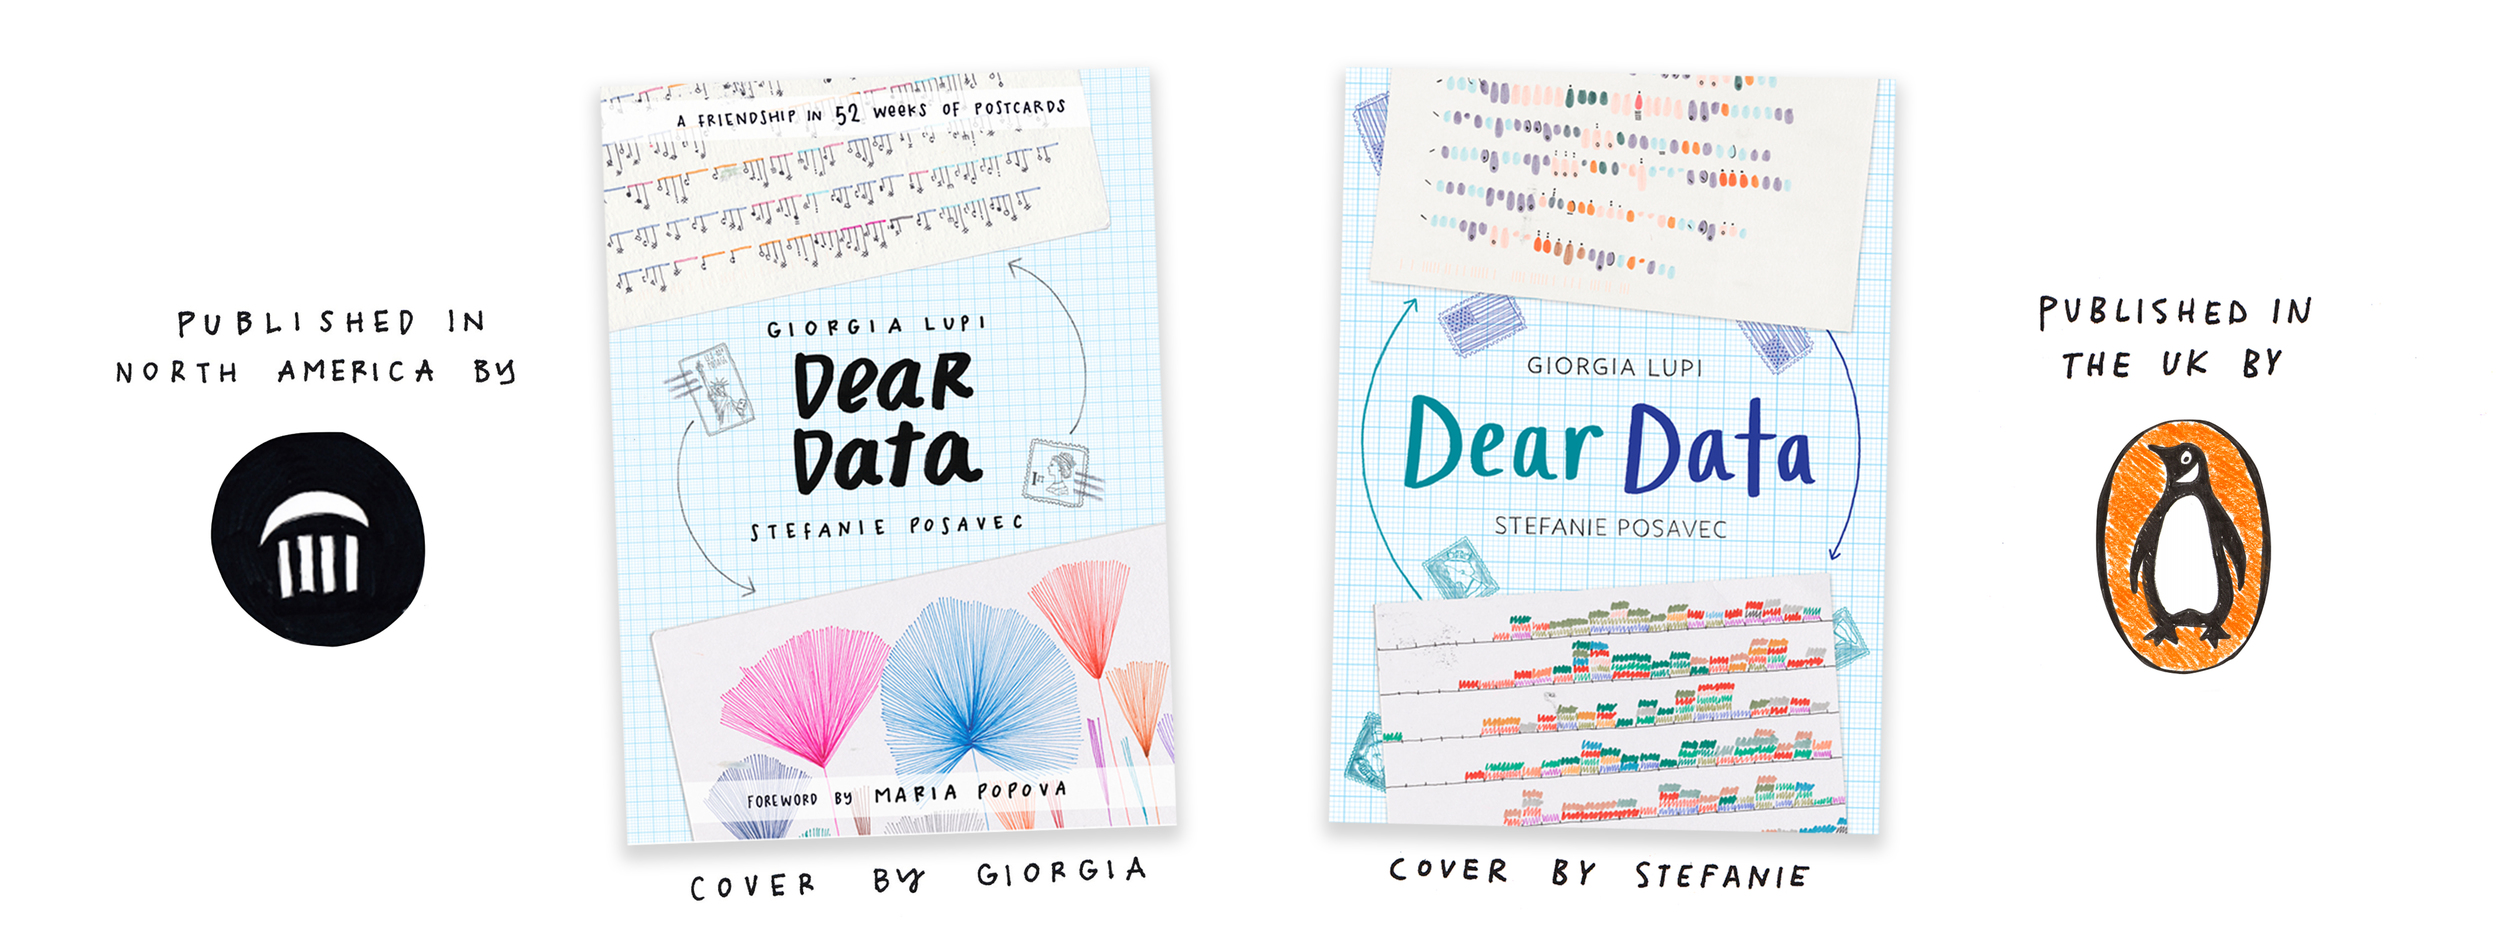 PUBLISHED IN
NORTH AMERICA BY
A FRIENDSHIP IN 52 WEEKS OF POSTCARDS
GIORGIA LUPI
DEAR
DATA
STEFANIE POSAVEC
FOREWORD BY MARIA POPOVA
COVER BY GIORGIA
GIORGIA LUPI
Dear Data
STEFANIE POSAVEC
COVER BY STEFANIE
PUBLISHED IN
THE UK BY